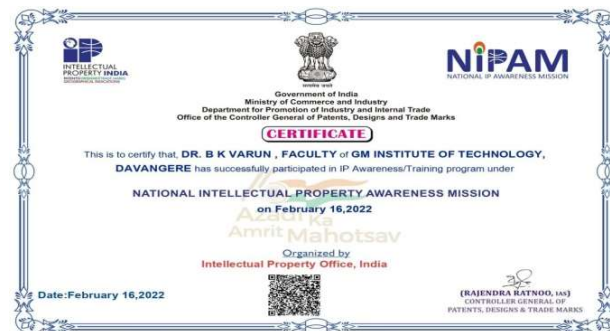 INTELLECTUAL
PROPERTY INDIA
NiPAM
NATIONAL IP AWARENESS MISSION
सत्यमेव जयते
Government of India
Ministry of Commerce and Industry
Department for Promotion of Industry and Internal Trade
Office of the Controller General of Patents, Designs and Trade Marks
CERTIFICATE
This is to certify that, DR. B K VARUN , FACULTY of GM INSTITUTE OF TECHNOLOGY,
DAVANGERE has successfully participated in IP Awareness/Training program under
NATIONAL INTELLECTUAL PROPERTY AWARENESS MISSION
on February 16,2022
Azadi Ka
Amrit Mahotsav
Organized by
Intellectual Property Office, India
Date:February 16,2022
(RAJENDRA RATNOO, IAS)
CONTROLLER GENERAL OF
PATENTS, DESIGNS & TRADE MARKS